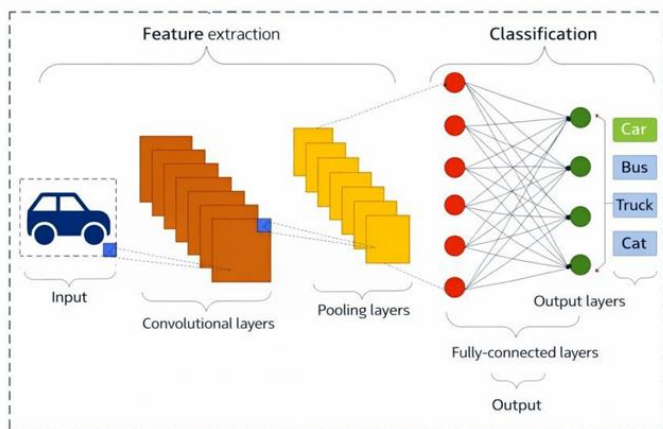 Feature extraction
Classification
Car
Bus
Truck
Cat
Input
Convolutional layers
Pooling layers
Output layers
Fully-connected layers
Output